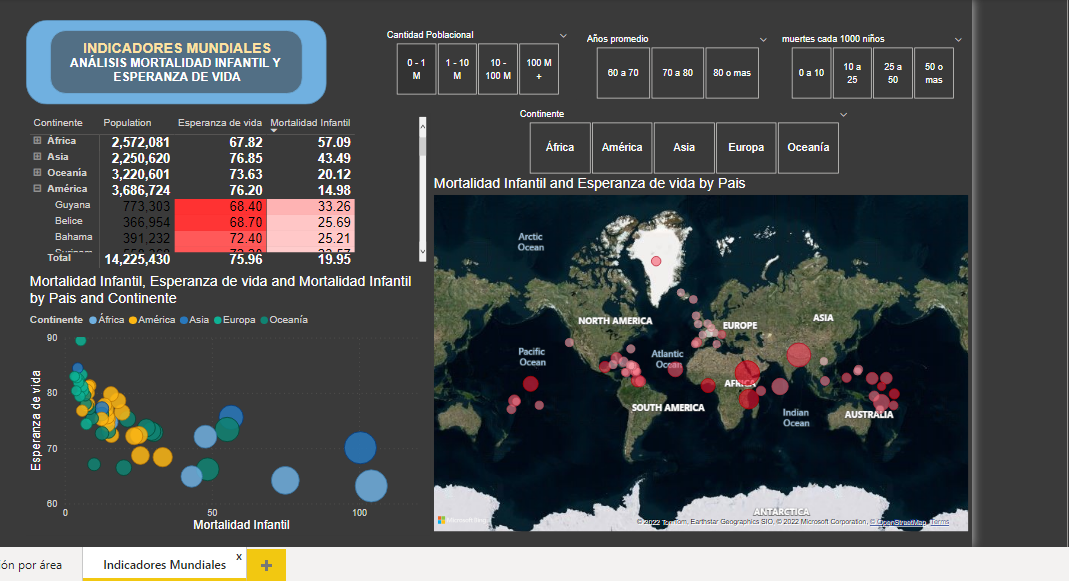 INDICADORES MUNDIALES
ANÁLISIS MORTALIDAD INFANTIL Y
ESPERANZA DE VIDA
Cantidad Poblacional
0 - 1 M
1 - 10 M
10 - 100 M
100 M +
Años promedio
60 a 70
70 a 80
80 o mas
muertes cada 1000 niños
0 a 10
10 a 25
25 a 50
50 o mas
Continente
África
América
Asia
Europa
Oceanía
Continente Population Esperanza de vida Mortalidad Infantil
África 2,572,081 67.82 57.09
Asia 2,250,620 76.85 43.49
Oceanía 3,220,601 73.63 20.12
América 3,686,724 76.20 14.98
Guyana 773,303 68.40 33.26
Belice 366,954 68.70 25.69
Bahama 391,232 72.40 25.21
Total 14,225,430 75.96 19.95
Mortalidad Infantil and Esperanza de vida by Pais
Arctic
Ocean
NORTH AMERICA
EUROPE
ASIA
Pacific
Ocean
Atlantic
Ocean
AFRICA
SOUTH AMERICA
Indian
Ocean
AUSTRALIA
ANTARCTICA
© 2022 TomTom, Earthstar Geographics SIO, © 2022 Microsoft Corporation, © OpenStreetMap Terms
Mortalidad Infantil, Esperanza de vida and Mortalidad Infantil
by Pais and Continente
Continente África América Asia Europa Oceanía
90
80
70
60
Esperanza de vida
0 50 100
Mortalidad Infantil
ón por área
Indicadores Mundiales
x
+